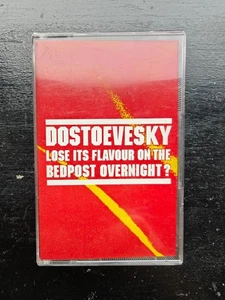 DOSTOEVESKY
LOSE ITS FLAVOUR ON THE
BEDPOST OVERNIGHT?